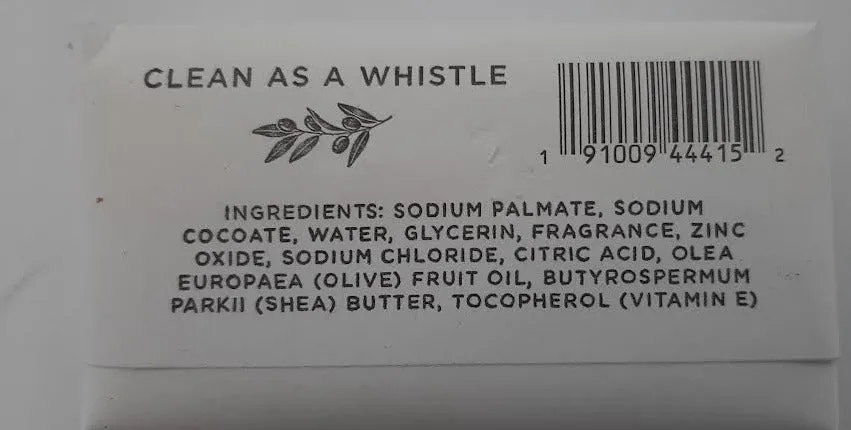 CLEAN AS A WHISTLE
1 91009 44415 2
INGREDIENTS: SODIUM PALMATE, SODIUM
COCOATE, WATER, GLYCERIN, FRAGRANCE, ZINC
OXIDE, SODIUM CHLORIDE, CITRIC ACID, OLEA
EUROPAEA (OLIVE) FRUIT OIL, BUTYROSPERMUM
PARKII (SHEA) BUTTER, TOCOPHEROL (VITAMIN E)